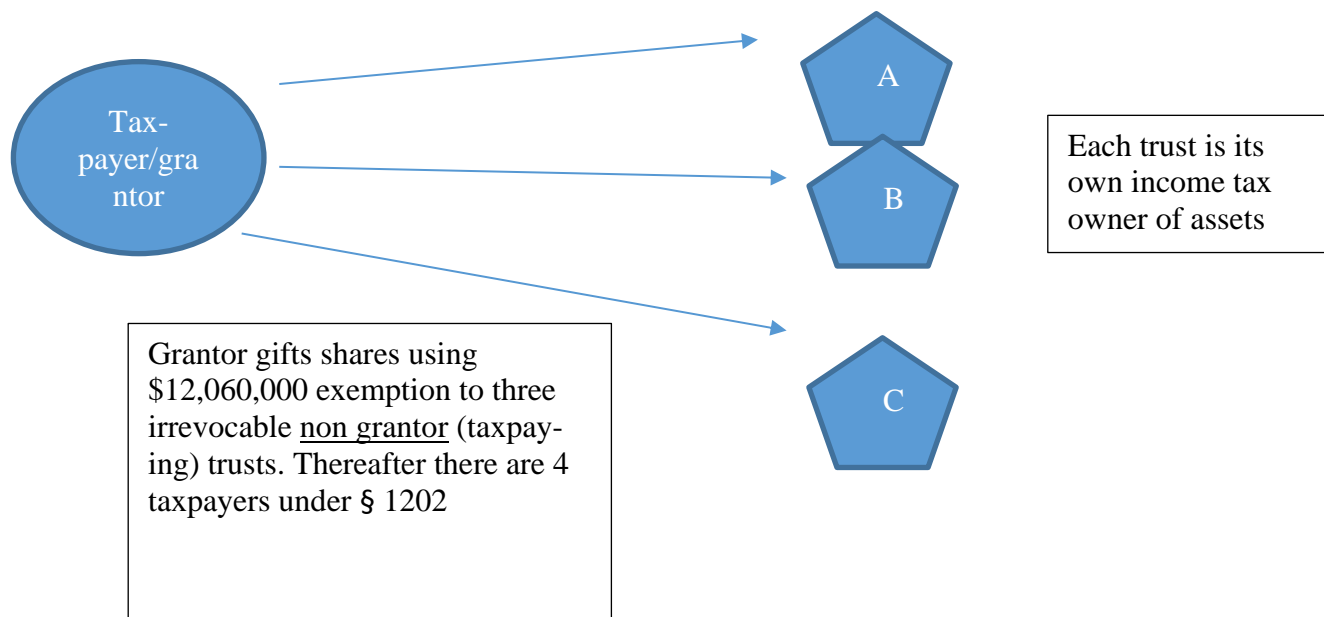 A
Tax-
payer/gra
ntor
Each trust is its
own income tax
owner of assets
B
Grantor gifts shares using
$12,060,000 exemption to three
irrevocable non grantor (taxpay-
ing) trusts. Thereafter there are 4
taxpayers under § 1202
C